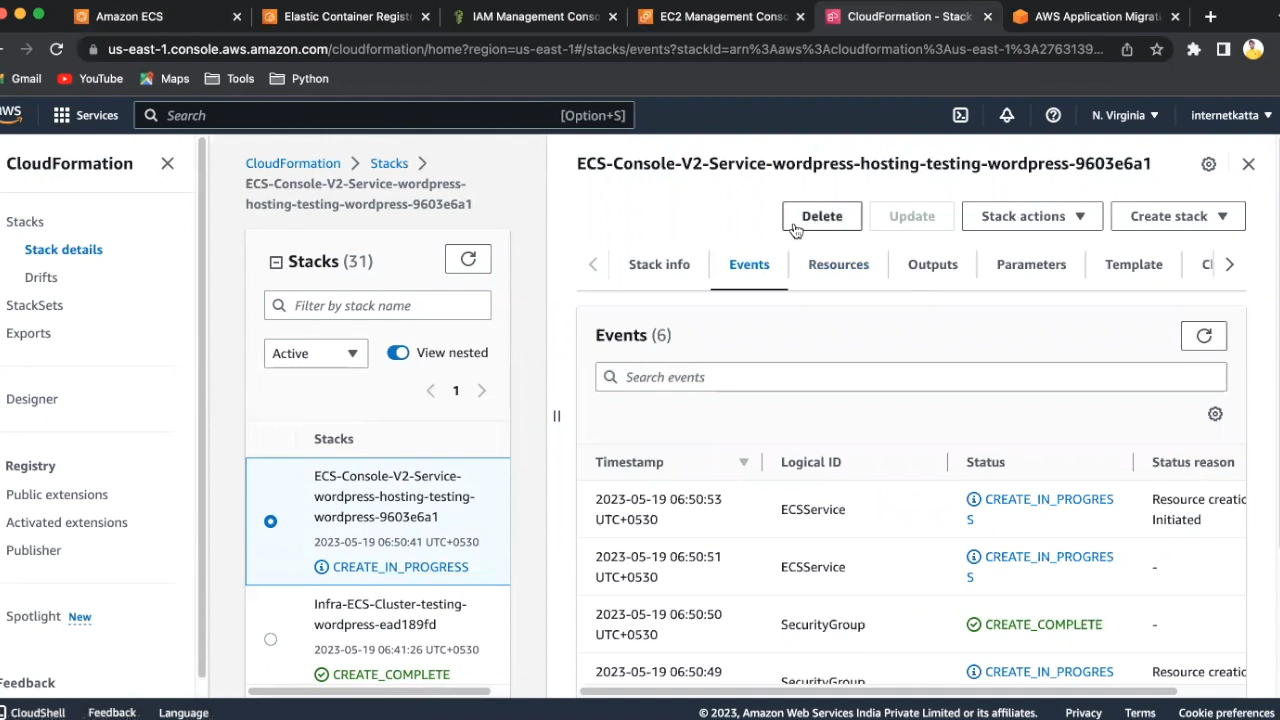 Amazon ECS
Elastic Container Regist
IAM Management Conso
EC2 Management Conso
CloudFormation - Stack
AWS Application Migrati
us-east-1.console.aws.amazon.com/cloudformation/home?region=us-east-1#/stacks/events?stackId=arn%3Aaws%3Acloudformation%3Aus-east-1%3A2763139...
Gmail
YouTube
Maps
Tools
Python
aws
Services
Search
[Option+S]
N. Virginia
internetkatta
CloudFormation
Stacks
Stack details
Drifts
StackSets
Exports
Designer
Registry
Public extensions
Activated extensions
Publisher
Spotlight New
Feedback
CloudFormation > Stacks >
ECS-Console-V2-Service-wordpress-
hosting-testing-wordpress-9603e6a1
Stacks (31)
Filter by stack name
Active
View nested
1
Stacks
ECS-Console-V2-Service-
wordpress-hosting-testing-
wordpress-9603e6a1
2023-05-19 06:50:41 UTC+0530
CREATE_IN_PROGRESS
Infra-ECS-Cluster-testing-
wordpress-ead189fd
2023-05-19 06:41:26 UTC+0530
CREATE_COMPLETE
ECS-Console-V2-Service-wordpress-hosting-testing-wordpress-9603e6a1
Delete
Update
Stack actions
Create stack
Stack info
Events
Resources
Outputs
Parameters
Template
Cl
Events (6)
Search events
Timestamp
Logical ID
Status
Status reason
2023-05-19 06:50:53
UTC+0530
ECSService
CREATE_IN_PROGRES
S
Resource creatic
Initiated
2023-05-19 06:50:51
UTC+0530
ECSService
CREATE_IN_PROGRES
S
-
2023-05-19 06:50:50
UTC+0530
SecurityGroup
CREATE_COMPLETE
-
2023-05-19 06:50:49
SecurityGroup
CREATE_IN_PROGRES
Resource creatic
CloudShell
Feedback
Language
© 2023, Amazon Web Services India Private Limited or its affiliates.
Privacy
Terms
Cookie preferences